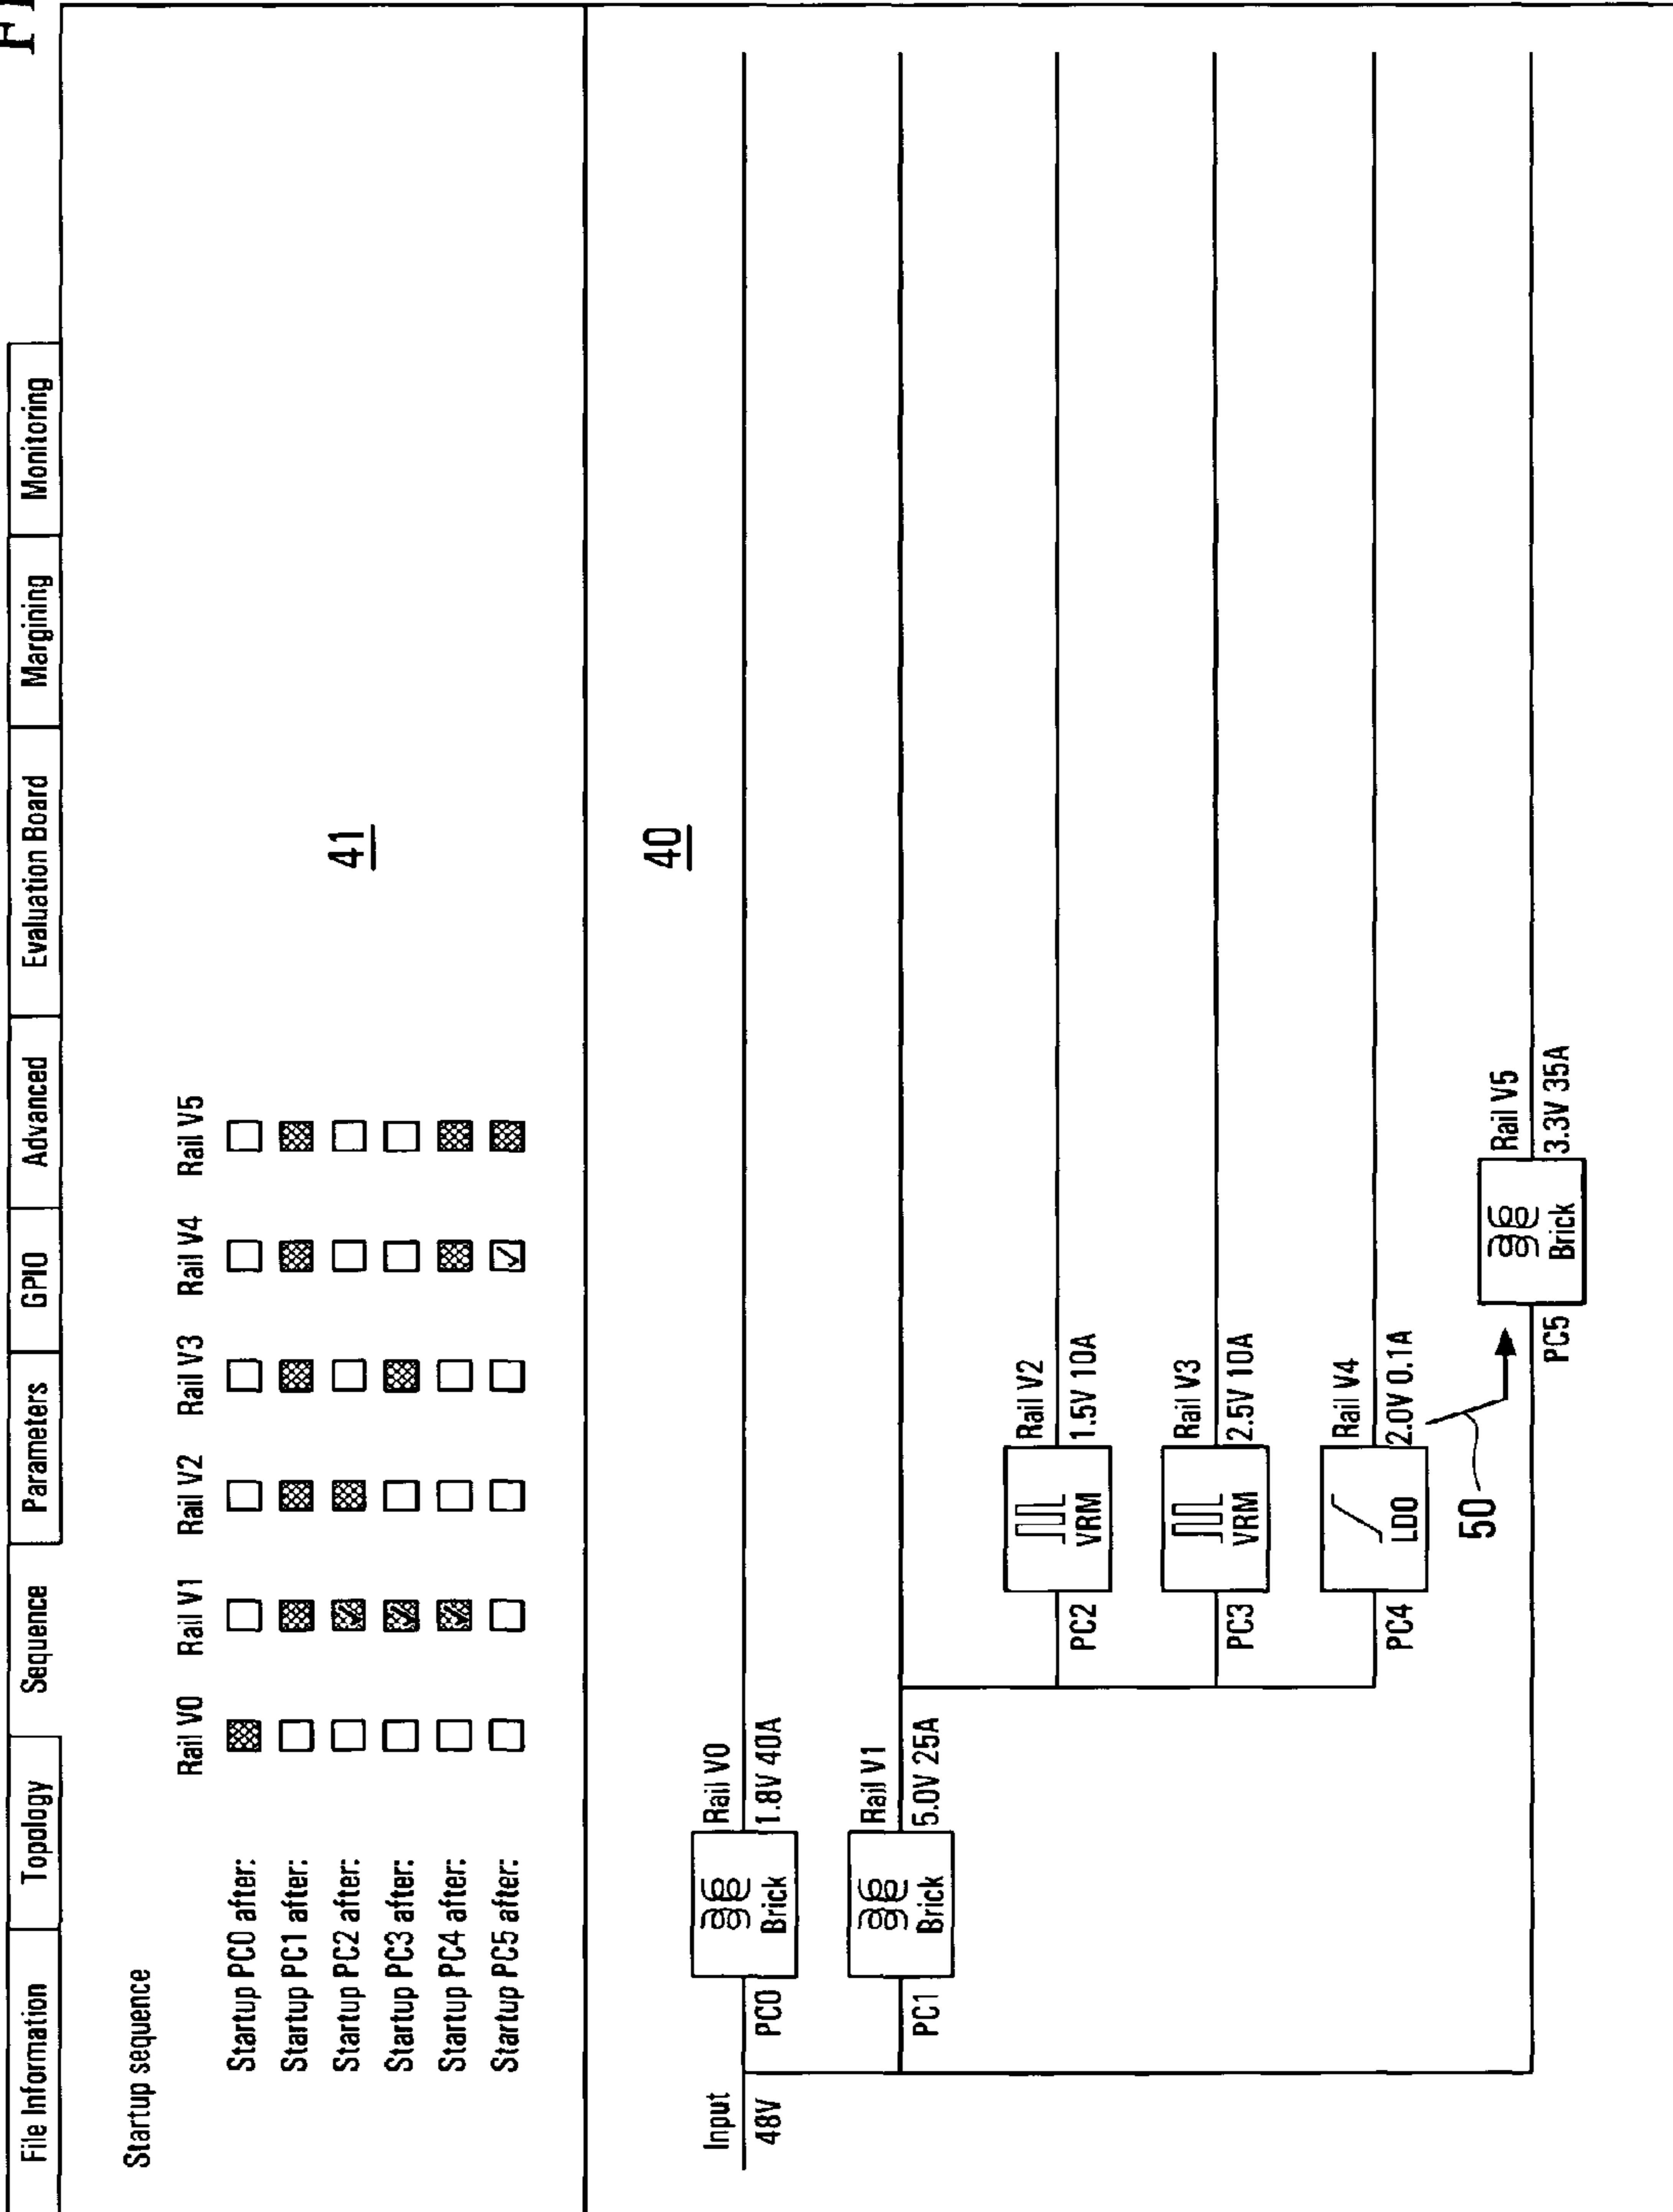 File Information Topology Sequence Parameters GPIO Advanced Evaluation Board Margining Monitoring
Startup sequence
Rail V0 Rail V1 Rail V2 Rail V3 Rail V4 Rail V5
Startup PC0 after:
Startup PC1 after:
Startup PC2 after:
Startup PC3 after:
Startup PC4 after:
Startup PC5 after:
41
40
Input
48V
PC0
Brick
Rail V0
1.8V 40A
PC1
Brick
Rail V1
5.0V 25A
PC2
VRM
Rail V2
1.5V 10A
PC3
VRM
Rail V3
2.5V 10A
PC4
LDO
Rail V4
2.0V 0.1A
50
PC5
Brick
Rail V5
3.3V 35A